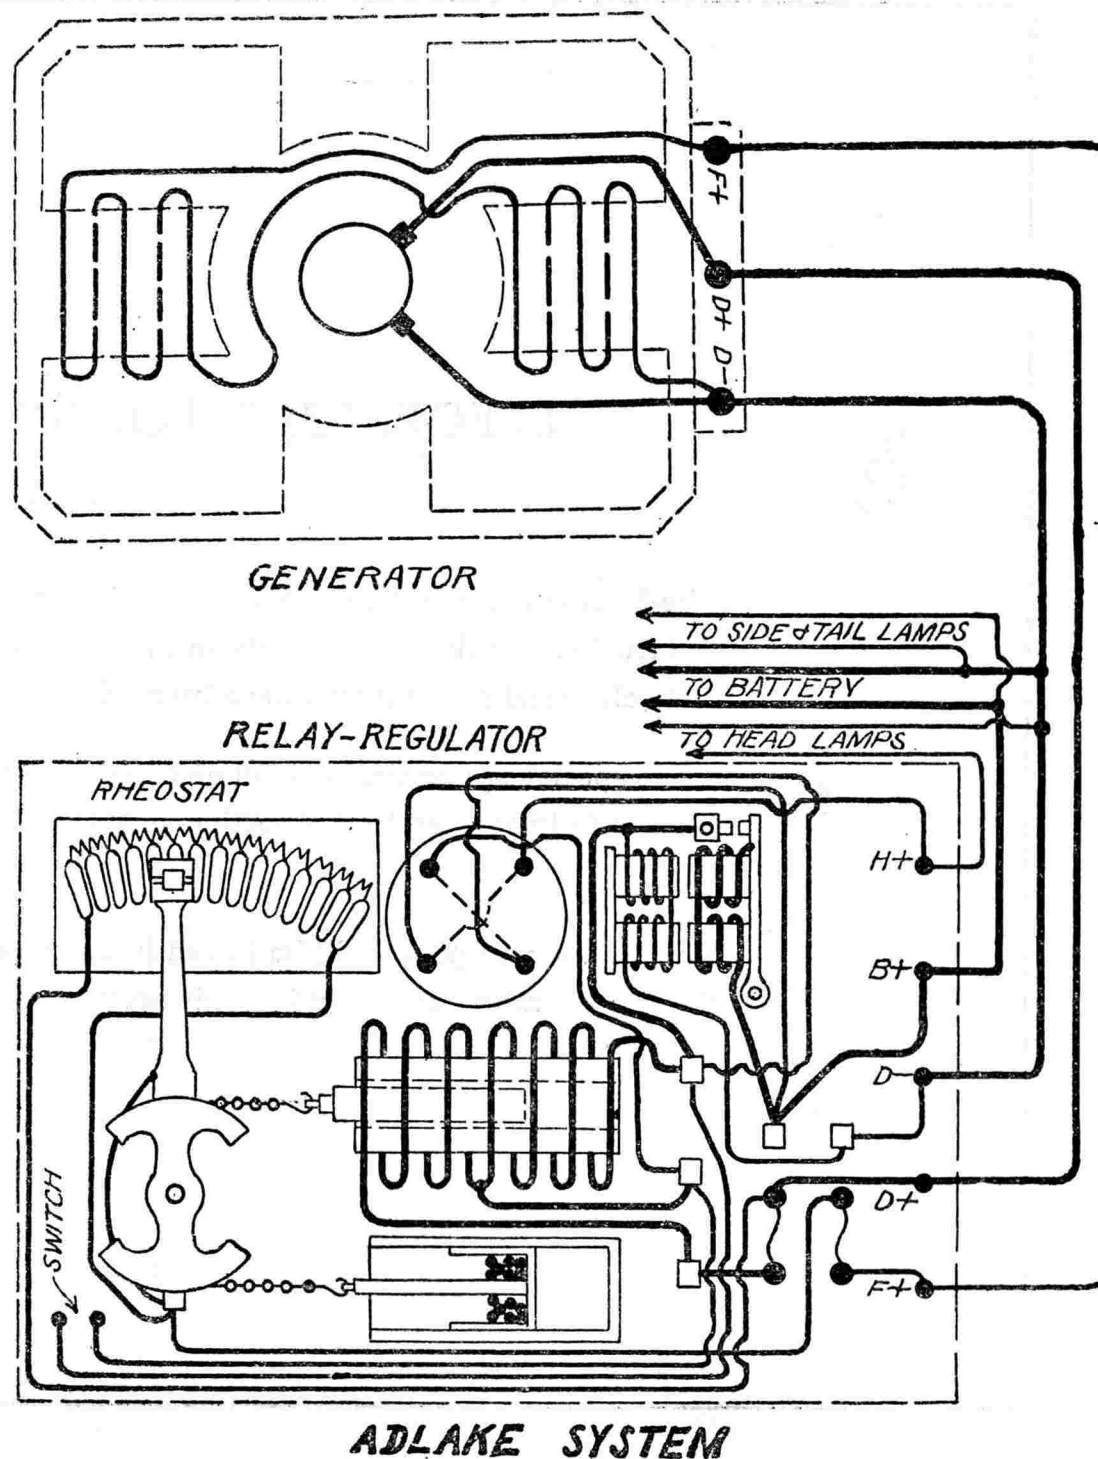 F+
D+
D-
GENERATOR
TO SIDE & TAIL LAMPS
TO BATTERY
TO HEAD LAMPS
RELAY-REGULATOR
RHEOSTAT
H+
B+
D-
D+
F+
SWITCH
ADLAKE SYSTEM